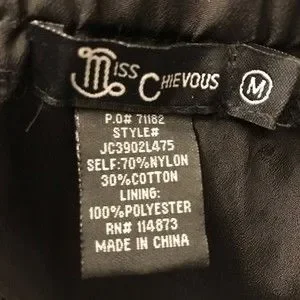 Miss Chievous M
P.O# 71182
STYLE#
JC3902L475
SELF:70%NYLON
30%COTTON
LINING:
100%POLYESTER
RN# 114873
MADE IN CHINA